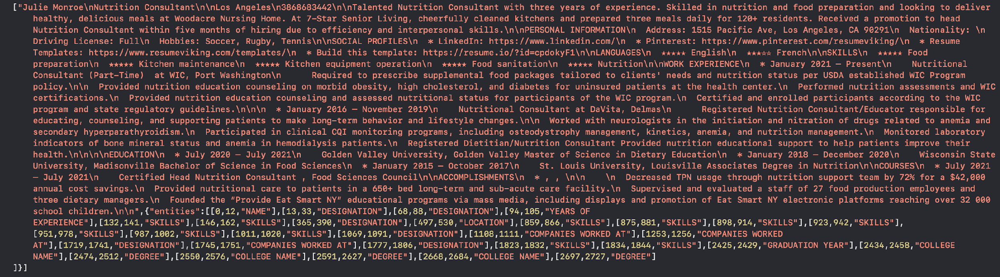 ["Julie Monroe\nNutrition Consultant\n\nLos Angeles\n3868683442\n\nTalented Nutrition Consultant with three years of experience. Skilled in nutrition and food preparation and looking to deliver
healthy, delicious meals at Woodacre Nursing Home. At 7-Star Senior Living, cheerfully cleaned kitchens and prepared three meals daily for 120+ residents. Received a promotion to head
Nutrition Consultant within five months of hiring due to efficiency and interpersonal skills.\n\nPERSONAL INFORMATION\n  Address: 1515 Pacific Ave, Los Angeles, CA 90291\n  Nationality: \n
Driving License: Full\n  Hobbies: Soccer, Rugby, Tennis\n\nSOCIAL PROFILES\n  * LinkedIn: https://www.linkedin.com/\n  * Pinterest: https://www.pinterest.com/resumeviking/\n  * Resume
Templates: https://www.resumeviking.com/templates/\n  * Build this template: https://resume.io/?id=cpdokyF1\n\nLANGUAGES\n  ★★★★★ English\n  ★★★☆☆ French\n\nSKILLS\n  ★★★★★ Food
preparation\n  ★★★★★ Kitchen maintenance\n  ★★★★★ Kitchen equipment operation\n  ★★★★★ Food sanitation\n  ★★★★★ Nutrition\n\nWORK EXPERIENCE\n  * January 2021 – Present\n    Nutritional
Consultant (Part-Time)  at WIC, Port Washington\n      Required to prescribe supplemental food packages tailored to clients' needs and nutrition status per USDA established WIC Program
policy.\n\n  Provided nutrition education counseling on morbid obesity, high cholesterol, and diabetes for uninsured patients at the health center.\n  Performed nutrition assessments and WIC
certifications.\n  Provided nutrition education counseling and assessed nutritional status for participants of the WIC program.\n  Certified and enrolled participants according to the WIC
program and state regulatory guidelines.\n\n\n  * January 2016 – November 2019\n    Nutritional Consultant at DaVita, Delmas\n      Registered Nutrition Consultant/Educator responsible for
educating, counseling, and supporting patients to make long-term behavior and lifestyle changes.\n\n  Worked with neurologists in the initiation and nitration of drugs related to anemia and
secondary hyperparathyroidism.\n  Participated in clinical CQI monitoring programs, including osteodystrophy management, kinetics, anemia, and nutrition management.\n  Monitored laboratory
indicators of bone mineral status and anemia in hemodialysis patients.\n  Registered Dietitian/Nutrition Consultant Provided nutrition educational support to help patients improve their
health.\n\n\n\nEDUCATION\n  * July 2020 – July 2021\n    Golden Valley University, Golden Valley Master of Science in Dietary Education\n  * January 2018 – December 2020\n    Wisconsin State
University, Madisonville Bachelor of Science in Food Sciences\n  * January 2015 – October 2017\n    St. Louis University, Louisville Associates Degree in Nutrition\n\nCOURSES\n  * July 2021
– July 2021\n    Certified Head Nutrition Consultant , Food Sciences Council\n\nACCOMPLISHMENTS\n  * , , \n\n    \n  Decreased TPN usage through nutrition support team by 72% for a $42,000
annual cost savings.\n  Provided nutritional care to patients in a 650+ bed long-term and sub-acute care facility.\n  Supervised and evaluated a staff of 27 food production employees and
three dietary managers.\n  Founded the “Provide Eat Smart NY” educational programs via mass media, including displays and promotion of Eat Smart NY electronic platforms reaching over 32 000
school children.\n\n",{"entities":[[0,12,"NAME"],[13,33,"DESIGNATION"],[68,88,"DESIGNATION"],[94,105,"YEARS OF
EXPERIENCE"],[132,141,"SKILLS"],[146,162,"SKILLS"],[365,390,"DESIGNATION"],[497,530,"LOCATION"],[859,866,"SKILLS"],[875,881,"SKILLS"],[898,914,"SKILLS"],[923,942,"SKILLS"],
[951,978,"SKILLS"],[987,1002,"SKILLS"],[1011,1020,"SKILLS"],[1069,1091,"DESIGNATION"],[1108,1111,"COMPANIES WORKED AT"],[1253,1256,"COMPANIES WORKED
AT"],[1719,1741,"DESIGNATION"],[1745,1751,"COMPANIES WORKED AT"],[1777,1806,"DESIGNATION"],[1823,1832,"SKILLS"],[1834,1844,"SKILLS"],[2425,2429,"GRADUATION YEAR"],[2434,2458,"COLLEGE
NAME"],[2474,2512,"DEGREE"],[2550,2576,"COLLEGE NAME"],[2591,2627,"DEGREE"],[2668,2684,"COLLEGE NAME"],[2697,2727,"DEGREE"]
]}]